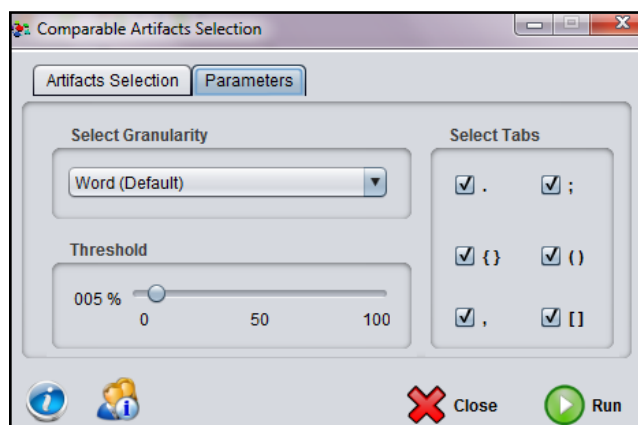 Comparable Artifacts Selection
Artifacts Selection Parameters
Select Granularity
Word (Default)
Threshold
005 %
0 50 100
Select Tabs
. ;
{ } ( )
, [ ]
Close Run